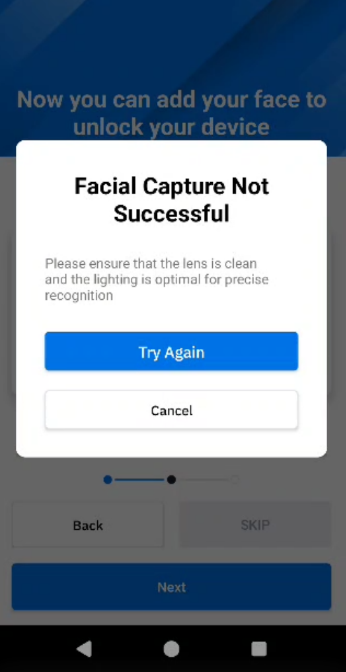 Now you can add your face to
unlock your device
Facial Capture Not
Successful
Please ensure that the lens is clean
and the lighting is optimal for precise
recognition
Try Again
Cancel
Back
SKIP
Next